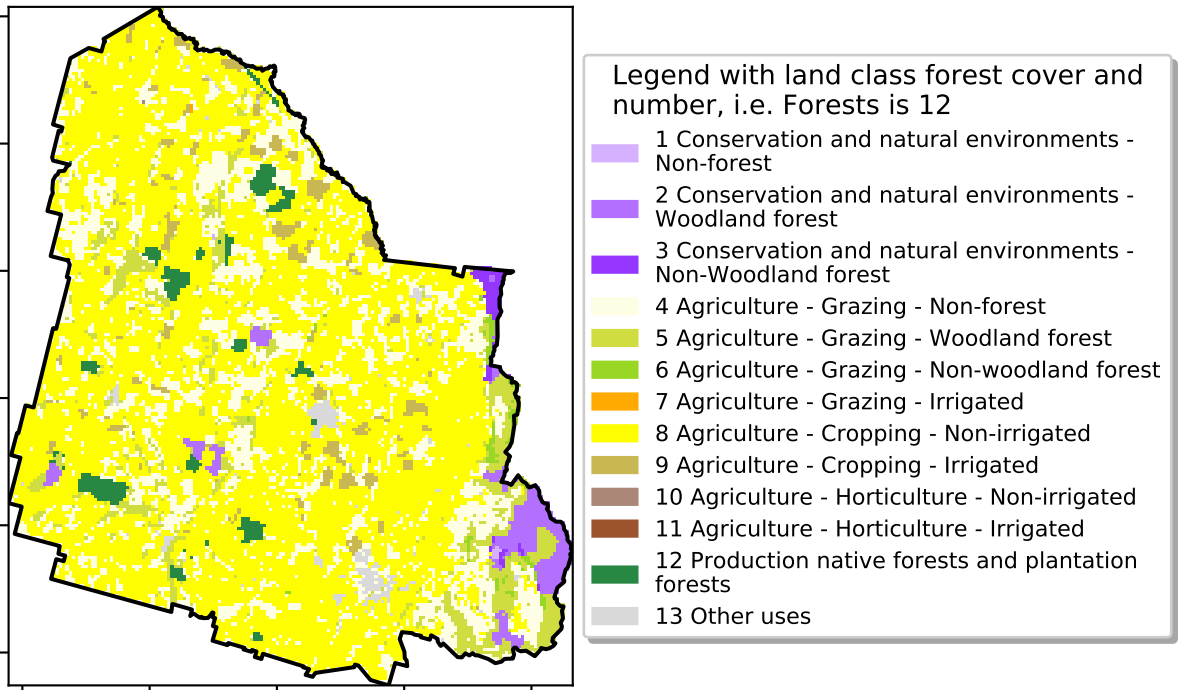 Legend with land class forest cover and
number, i.e. Forests is 12
1 Conservation and natural environments -
Non-forest
2 Conservation and natural environments -
Woodland forest
3 Conservation and natural environments -
Non-Woodland forest
4 Agriculture - Grazing - Non-forest
5 Agriculture - Grazing - Woodland forest
6 Agriculture - Grazing - Non-woodland forest
7 Agriculture - Grazing - Irrigated
8 Agriculture - Cropping - Non-irrigated
9 Agriculture - Cropping - Irrigated
10 Agriculture - Horticulture - Non-irrigated
11 Agriculture - Horticulture - Irrigated
12 Production native forests and plantation
forests
13 Other uses